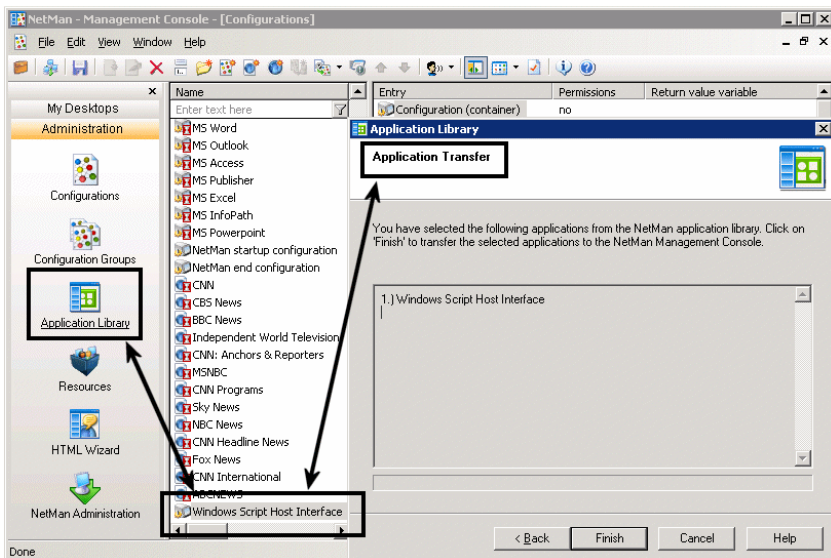 NetMan - Management Console - [Configurations]
File Edit View Window Help
My Desktops
Administration
Configurations
Configuration Groups
Application Library
Resources
HTML Wizard
NetMan Administration
Name
Enter text here
MS Word
MS Outlook
MS Access
MS Publisher
MS Excel
MS InfoPath
MS Powerpoint
NetMan startup configuration
NetMan end configuration
CNN
CBS News
BBC News
Independent World Television
CNN: Anchors & Reporters
MSNBC
CNN Programs
Sky News
NBC News
CNN Headline News
Fox News
CNN International
ABCNEWS
Windows Script Host Interface
Entry Permissions Return value variable
Configuration (container) no
Application Library
Application Transfer
You have selected the following applications from the NetMan application library. Click on
'Finish' to transfer the selected applications to the NetMan Management Console.
1.) Windows Script Host Interface
< Back Finish Cancel Help
Done